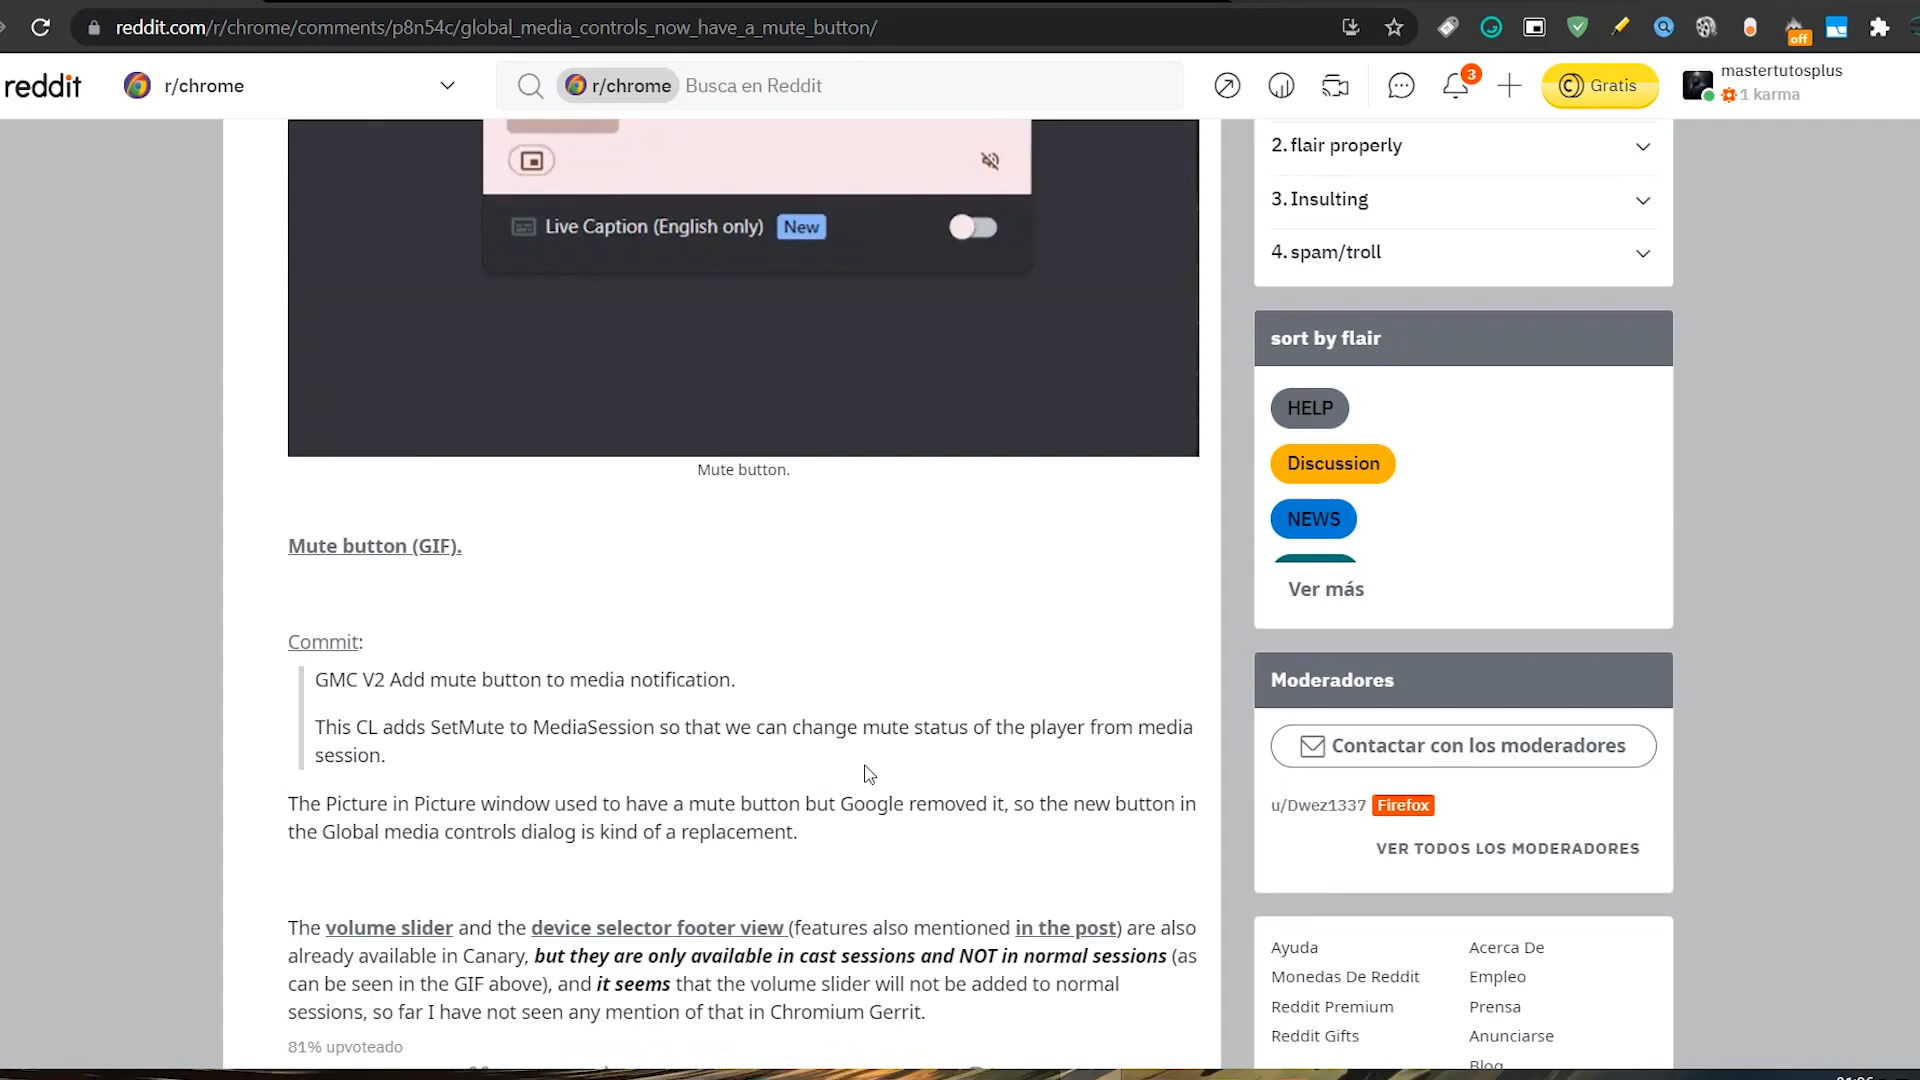 reddit.com/r/chrome/comments/p8n54c/global_media_controls_now_have_a_mute_button/
off
reddit
r/chrome
r/chrome
Busca en Reddit
3
Gratis
mastertutosplus
1 karma
Live Caption (English only)
New
Mute button.
Mute button (GIF).
Commit:
GMC V2 Add mute button to media notification.
This CL adds SetMute to MediaSession so that we can change mute status of the player from media
session.
The Picture in Picture window used to have a mute button but Google removed it, so the new button in
the Global media controls dialog is kind of a replacement.
The volume slider and the device selector footer view (features also mentioned in the post) are also
already available in Canary, but they are only available in cast sessions and NOT in normal sessions (as
can be seen in the GIF above), and it seems that the volume slider will not be added to normal
sessions, so far I have not seen any mention of that in Chromium Gerrit.
81% upvoteado
2. flair properly
3. Insulting
4. spam/troll
sort by flair
HELP
Discussion
NEWS
Ver más
Moderadores
Contactar con los moderadores
u/Dwez1337
Firefox
VER TODOS LOS MODERADORES
Ayuda
Acerca De
Monedas De Reddit
Empleo
Reddit Premium
Prensa
Reddit Gifts
Anunciarse
Blog